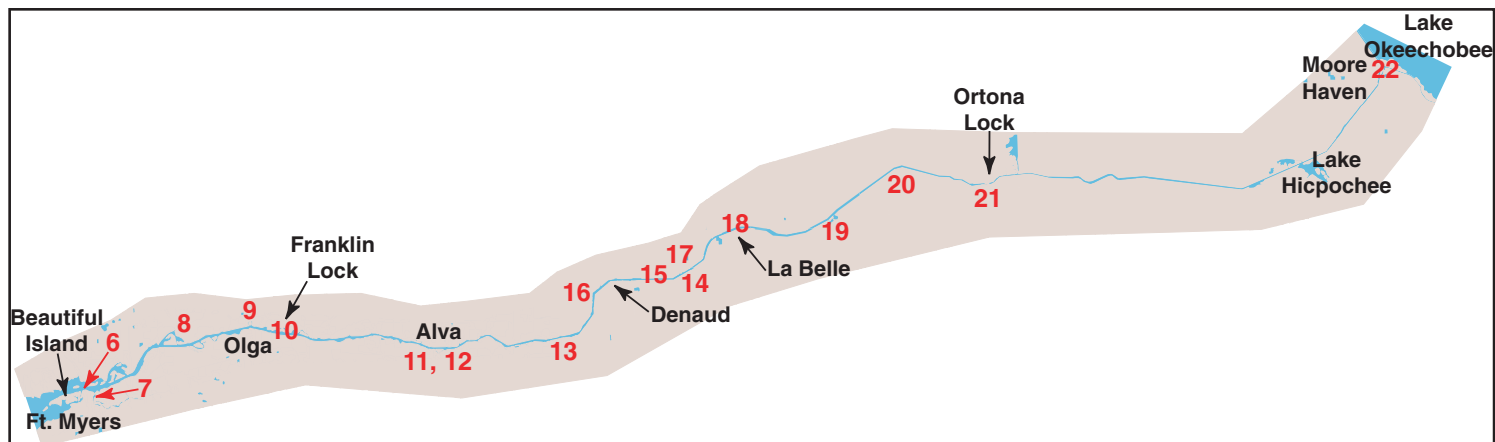 Lake
Okeechobee
Moore
Haven
22
Ortona
Lock
Lake
Hicpochee
20
21
18
19
La Belle
17
15
14
16
Denaud
Franklin
Lock
9
8
10
Olga
Alva
11, 12
13
Beautiful
Island
6
7
Ft. Myers